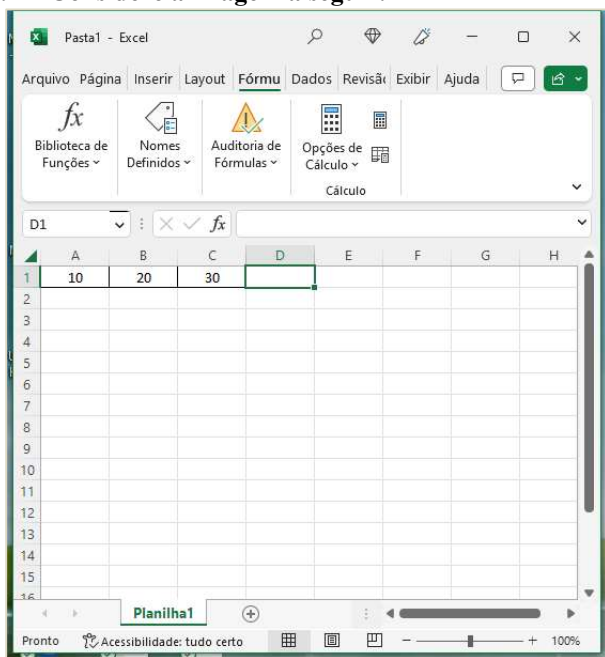 Pasta1 - Excel
Arquivo Página Inserir Layout Fórmu Dados Revisã Exibir Ajuda
fx
Biblioteca de Funções
Nomes Definidos
Auditoria de Fórmulas
Opções de Cálculo
Cálculo
D1 fx
A B C D E F G H
1 10 20 30
2
3
4
5
6
7
8
9
10
11
12
13
14
15
16
Planilha1
Pronto Acessibilidade: tudo certo 100%